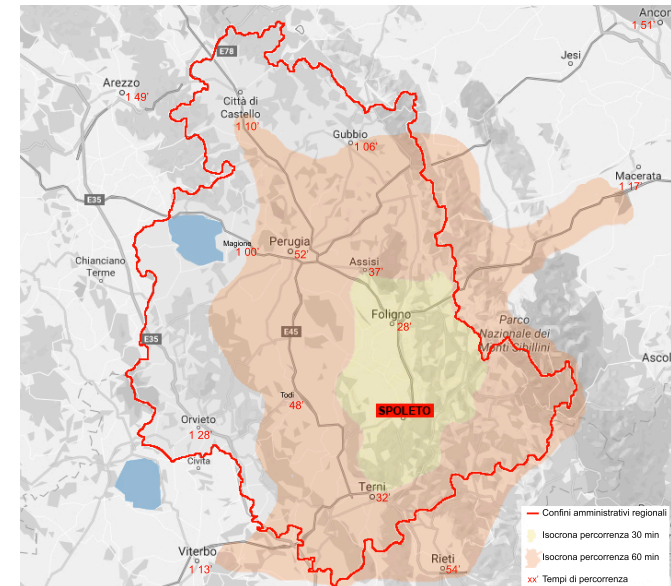 Ancor
1 51'
E78
Jesi
Arezzo
1 49'
Città di
Castello
1 10'
Gubbio
1 06'
Macerata
1 17'
E35
Magione
1 00'
Perugia
52'
Assisi
37'
Chianciano
Terme
Foligno
28'
Parco
Nazionale dei
Monti Sibillini
E45
E35
Ascol
Todi
48'
SPOLETO
Orvieto
1 28'
Civita
Terni
32'
Viterbo
1 13'
Rieti
54'
Confini amministrativi regionali
Isocrona percorrenza 30 min
Isocrona percorrenza 60 min
xx' Tempi di percorrenza